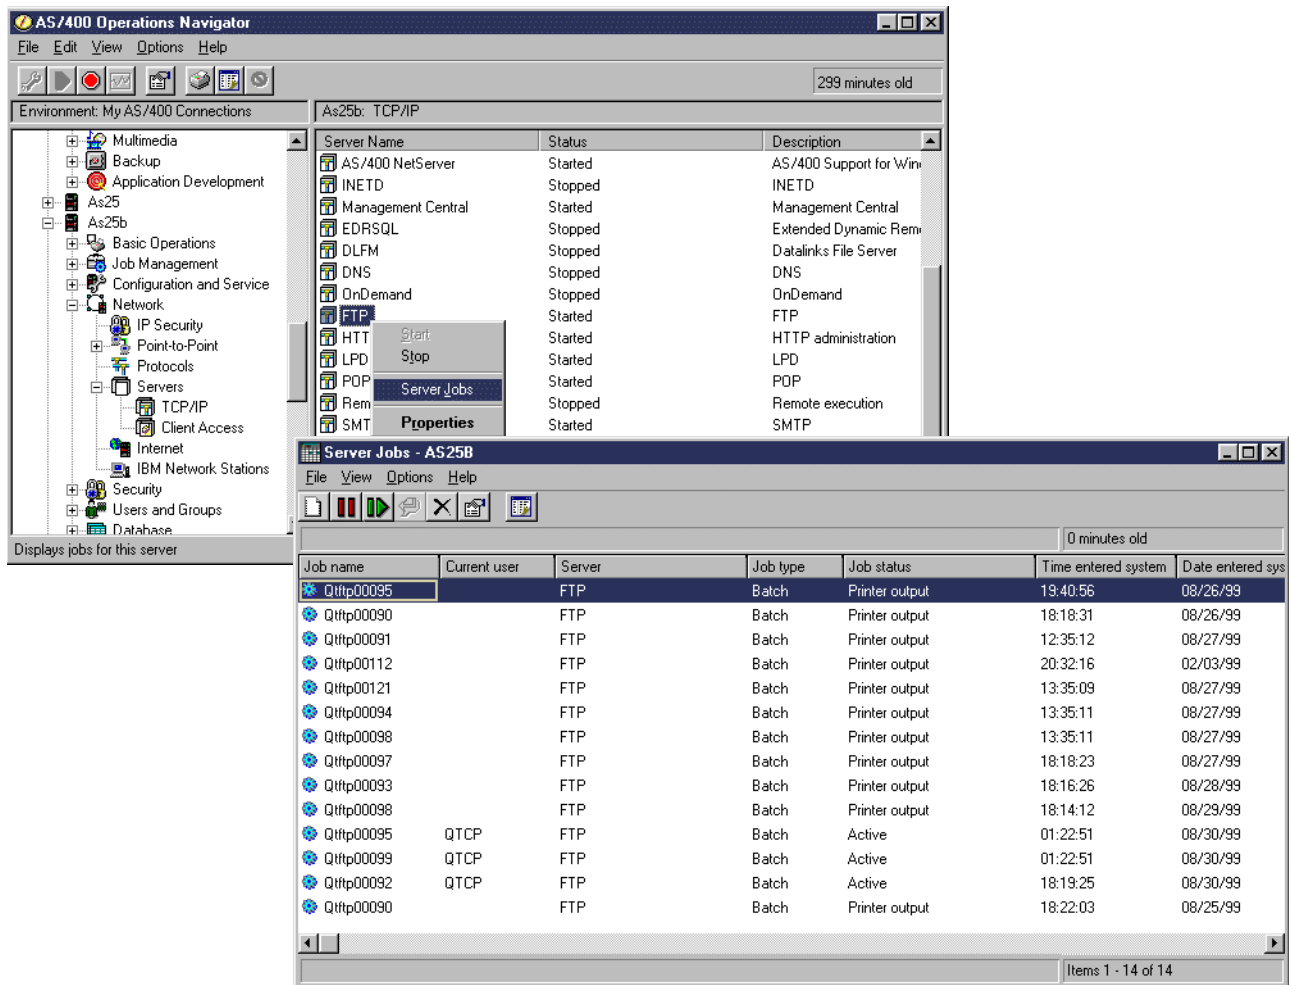 AS/400 Operations Navigator
File Edit View Options Help
299 minutes old
Environment: My AS/400 Connections
As25b: TCP/IP
Multimedia
Backup
Application Development
As25
As25b
Basic Operations
Job Management
Configuration and Service
Network
IP Security
Point-to-Point
Protocols
Servers
TCP/IP
Client Access
Internet
IBM Network Stations
Security
Users and Groups
Database
Displays jobs for this server
Server Name Status Description
AS/400 NetServer Started AS/400 Support for Win
INETD Stopped INETD
Management Central Started Management Central
EDRSQL Stopped Extended Dynamic Rem
DLFM Stopped Datalinks File Server
DNS Stopped DNS
OnDemand Stopped OnDemand
FTP Started FTP
HTT Started HTTP administration
LPD Started LPD
POP Started POP
Rem Stopped Remote execution
SMT Started SMTP
Start
Stop
Server Jobs
Properties
Server Jobs - AS25B
File View Options Help
0 minutes old
Job name Current user Server Job type Job status Time entered system Date entered sys
Qtftp00095 FTP Batch Printer output 19:40:56 08/26/99
Qtftp00090 FTP Batch Printer output 18:18:31 08/26/99
Qtftp00091 FTP Batch Printer output 12:35:12 08/27/99
Qtftp00112 FTP Batch Printer output 20:32:16 02/03/99
Qtftp00121 FTP Batch Printer output 13:35:09 08/27/99
Qtftp00094 FTP Batch Printer output 13:35:11 08/27/99
Qtftp00098 FTP Batch Printer output 13:35:11 08/27/99
Qtftp00097 FTP Batch Printer output 18:18:23 08/27/99
Qtftp00093 FTP Batch Printer output 18:16:26 08/28/99
Qtftp00098 FTP Batch Printer output 18:14:12 08/29/99
Qtftp00095 QTCP FTP Batch Active 01:22:51 08/30/99
Qtftp00099 QTCP FTP Batch Active 01:22:51 08/30/99
Qtftp00092 QTCP FTP Batch Active 18:19:25 08/30/99
Qtftp00090 FTP Batch Printer output 18:22:03 08/25/99
Items 1 - 14 of 14